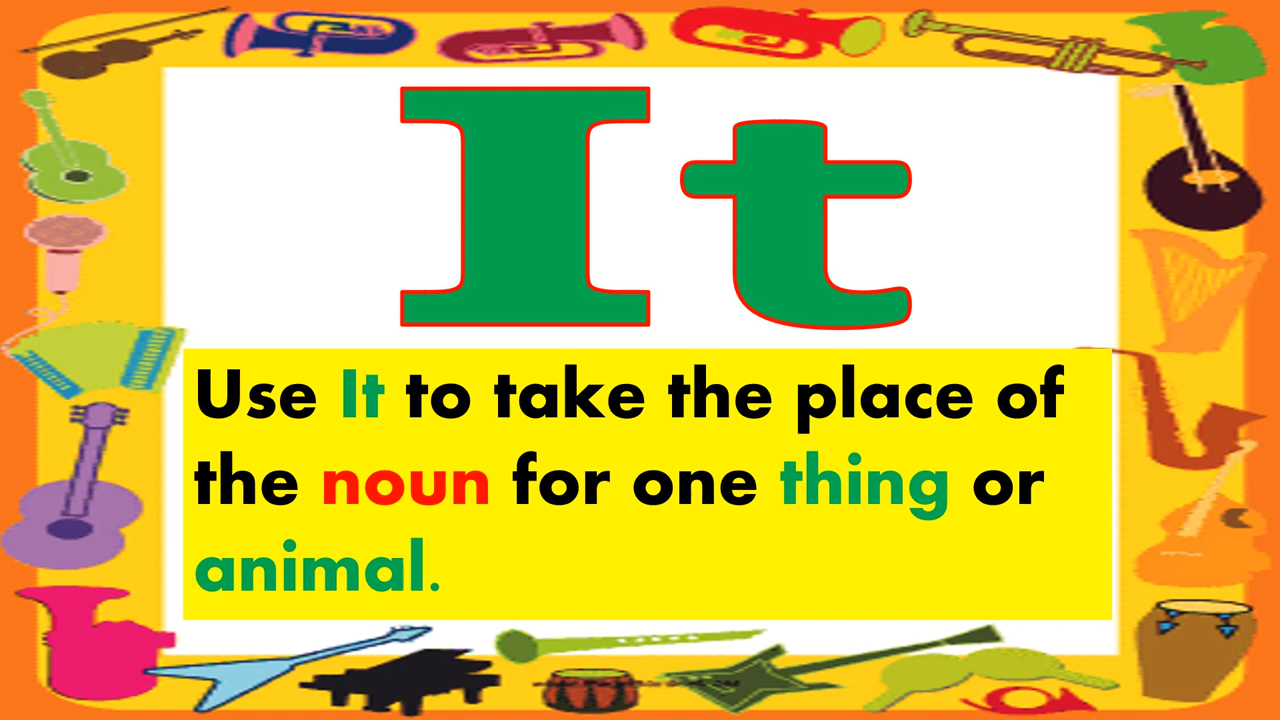 It
Use It to take the place of
the noun for one thing or
animal.